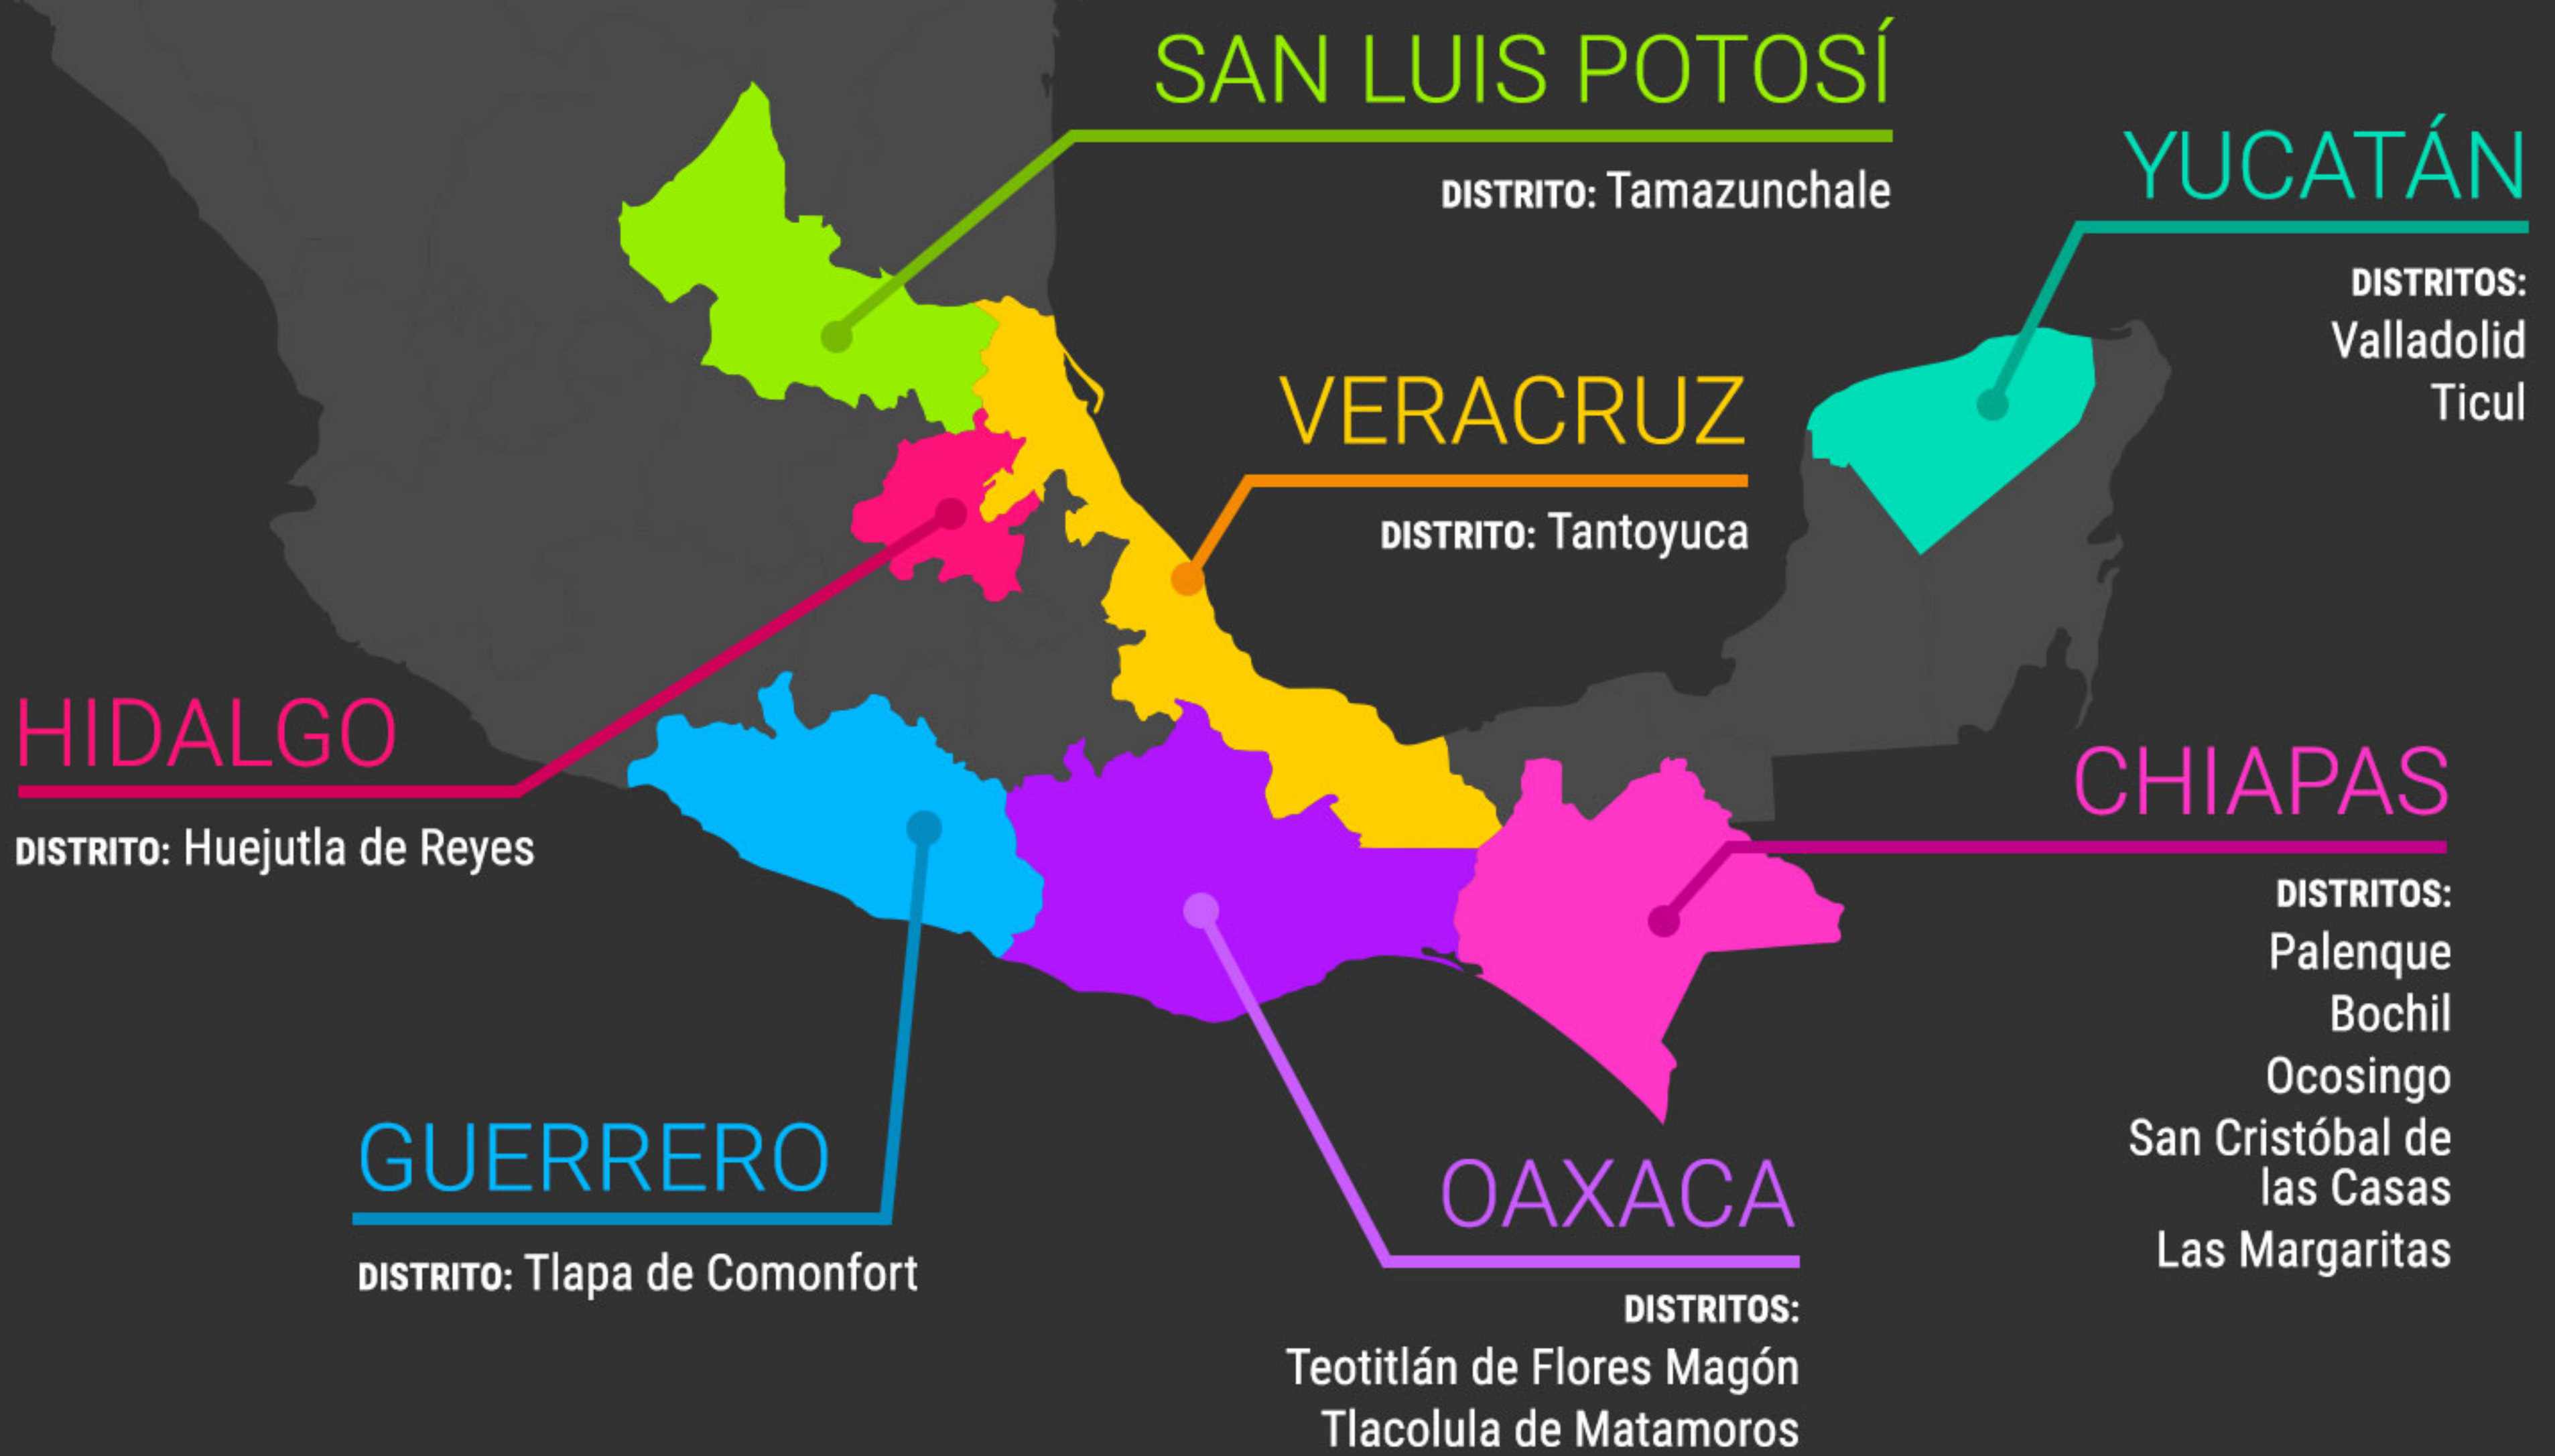 SAN LUIS POTOSÍ
DISTRITO: Tamazunchale
YUCATÁN
DISTRITOS:
Valladolid
Ticul
VERACRUZ
DISTRITO: Tantoyuca
HIDALGO
DISTRITO: Huejutla de Reyes
CHIAPAS
DISTRITOS:
Palenque
Bochil
Ocosingo
San Cristóbal de
las Casas
Las Margaritas
GUERRERO
DISTRITO: Tlapa de Comonfort
OAXACA
DISTRITOS:
Teotitlán de Flores Magón
Tlacolula de Matamoros